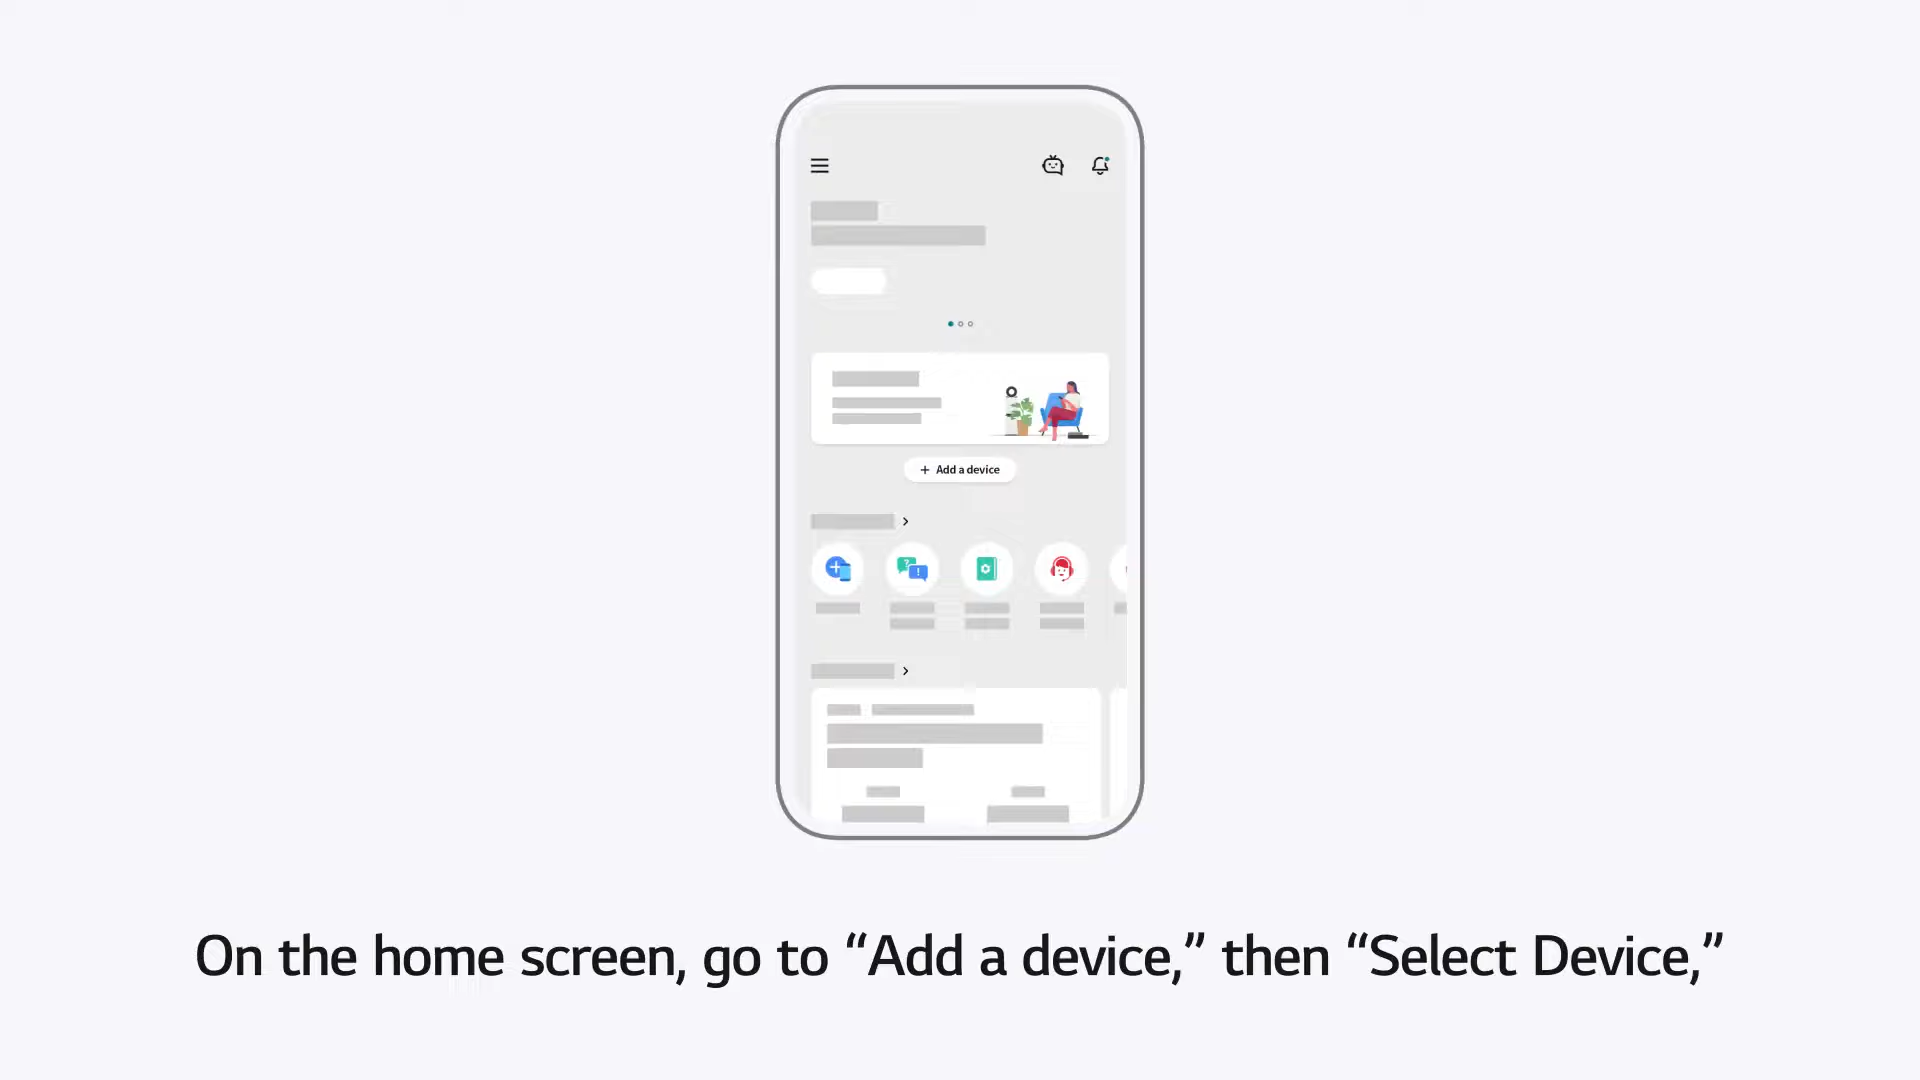 + Add a device
On the home screen, go to “Add a device,” then “Select Device,”